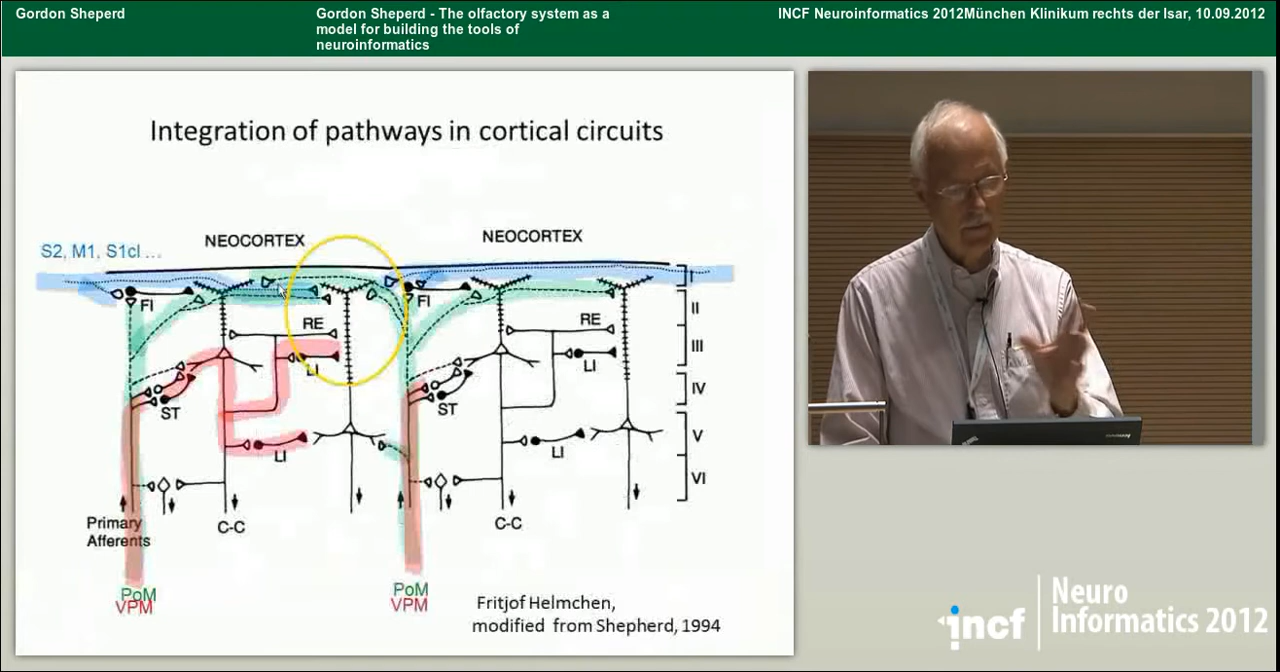 Gordon Sheperd
Gordon Sheperd - The olfactory system as a
model for building the tools of
neuroinformatics
INCF Neuroinformatics 2012München Klinikum rechts der Isar, 10.09.2012
Integration of pathways in cortical circuits
S2, M1, S1cl ...
NEOCORTEX
NEOCORTEX
I
FI
FI
II
RE
RE
III
LI
LI
IV
ST
ST
V
LI
LI
VI
Primary
Afferents
C-C
C-C
PoM
VPM
PoM
VPM
Fritjof Helmchen,
modified from Shepherd, 1994
incf
Neuro
Informatics 2012